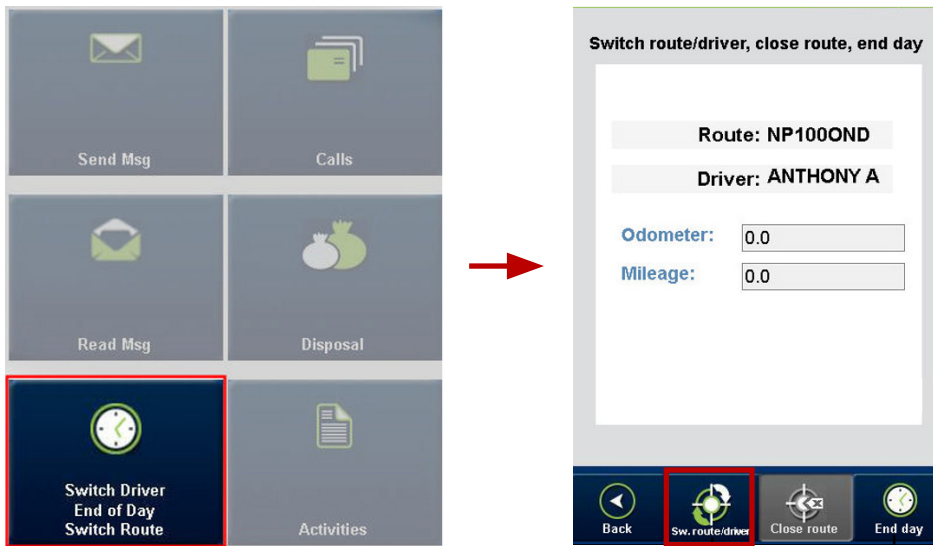 Send Msg
Calls
Read Msg
Disposal
Switch Driver
End of Day
Switch Route
Activities
Switch route/driver, close route, end day
Route: NP100OND
Driver: ANTHONY A
Odometer: 0.0
Mileage: 0.0
Back
Sw. route/driver
Close route
End day